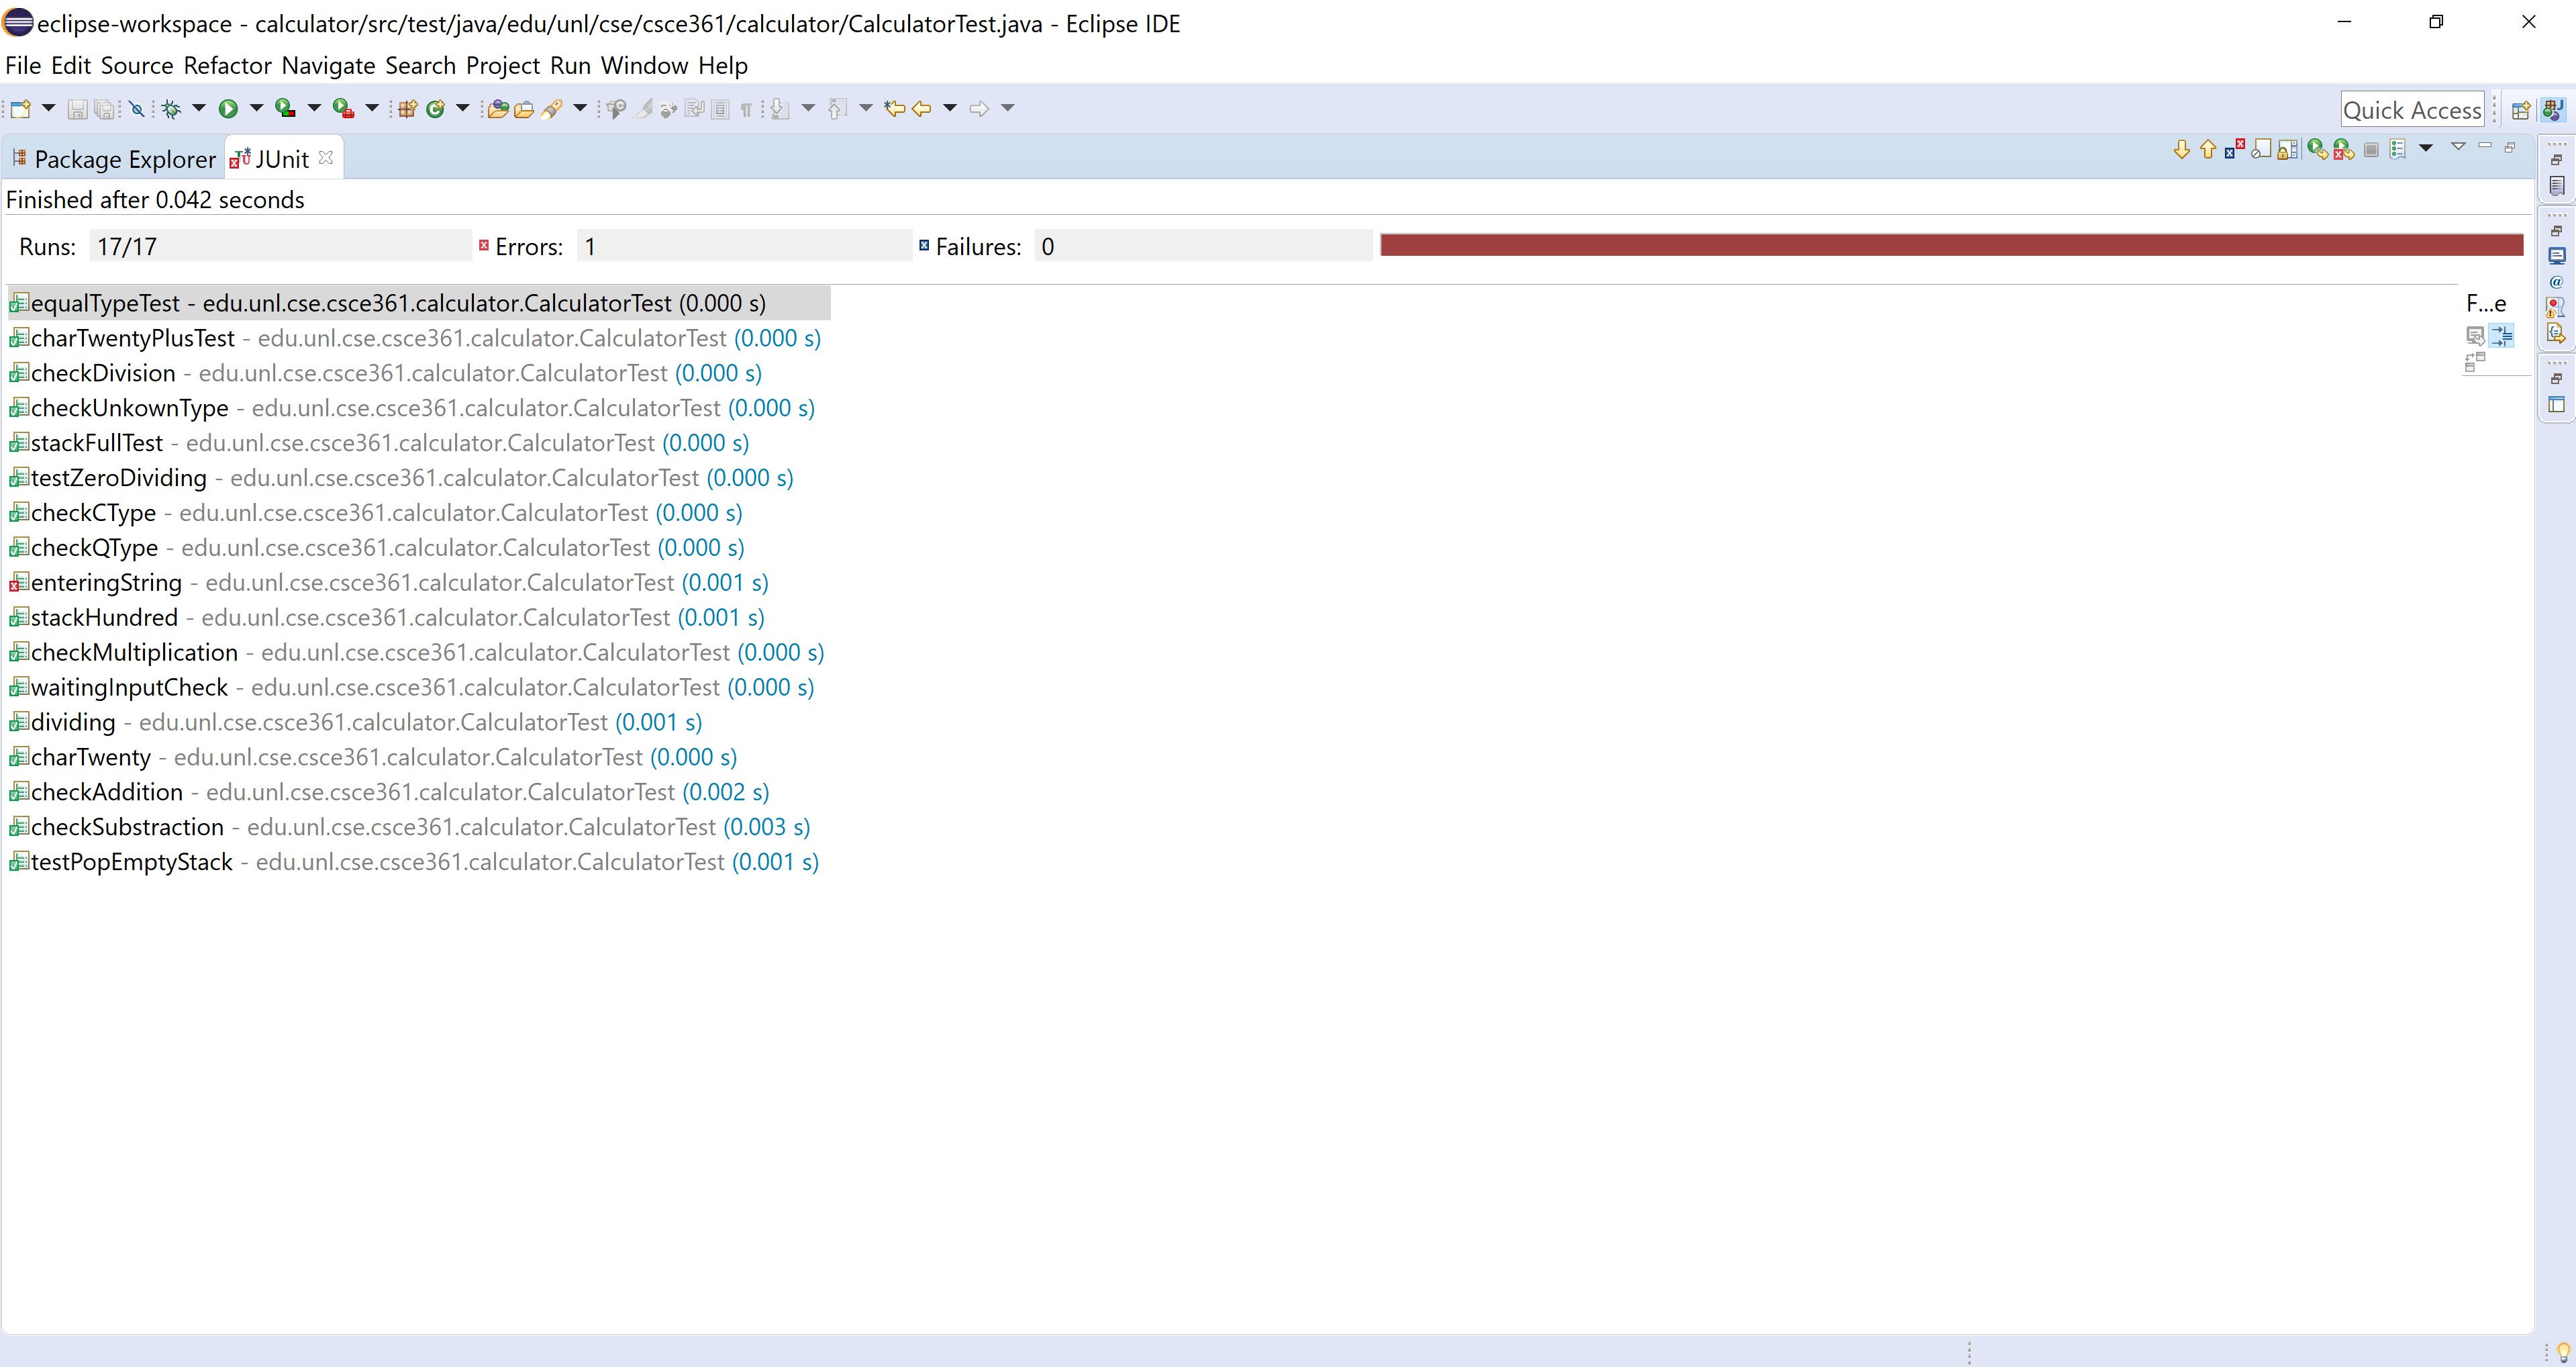 eclipse-workspace - calculator/src/test/java/edu/unl/cse/csce361/calculator/CalculatorTest.java - Eclipse IDE
File Edit Source Refactor Navigate Search Project Run Window Help
Quick Access
Package Explorer JUnit
Finished after 0.042 seconds
Runs: 17/17 Errors: 1 Failures: 0
equalTypeTest - edu.unl.cse.csce361.calculator.CalculatorTest (0.000 s)
F...e
charTwentyPlusTest - edu.unl.cse.csce361.calculator.CalculatorTest (0.000 s)
checkDivision - edu.unl.cse.csce361.calculator.CalculatorTest (0.000 s)
checkUnkownType - edu.unl.cse.csce361.calculator.CalculatorTest (0.000 s)
stackFullTest - edu.unl.cse.csce361.calculator.CalculatorTest (0.000 s)
testZeroDividing - edu.unl.cse.csce361.calculator.CalculatorTest (0.000 s)
checkCType - edu.unl.cse.csce361.calculator.CalculatorTest (0.000 s)
checkQType - edu.unl.cse.csce361.calculator.CalculatorTest (0.000 s)
enteringString - edu.unl.cse.csce361.calculator.CalculatorTest (0.001 s)
stackHundred - edu.unl.cse.csce361.calculator.CalculatorTest (0.001 s)
checkMultiplication - edu.unl.cse.csce361.calculator.CalculatorTest (0.000 s)
waitingInputCheck - edu.unl.cse.csce361.calculator.CalculatorTest (0.000 s)
dividing - edu.unl.cse.csce361.calculator.CalculatorTest (0.001 s)
charTwenty - edu.unl.cse.csce361.calculator.CalculatorTest (0.000 s)
checkAddition - edu.unl.cse.csce361.calculator.CalculatorTest (0.002 s)
checkSubstraction - edu.unl.cse.csce361.calculator.CalculatorTest (0.003 s)
testPopEmptyStack - edu.unl.cse.csce361.calculator.CalculatorTest (0.001 s)